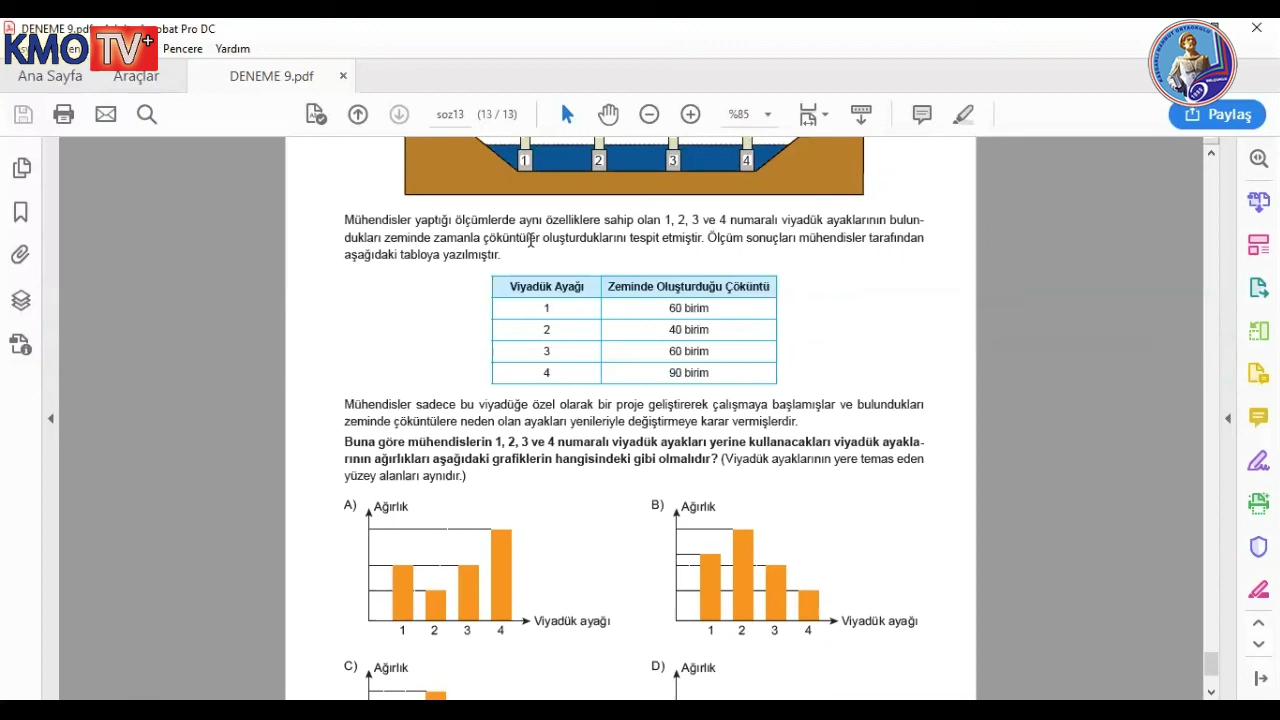 DENEME 9.pdf
obat Pro DC
KMO TV+
Pencere Yardım
Ana Sayfa Araçlar DENEME 9.pdf
soz13 (13 / 13) %85 Paylaş
1 2 3 4
Mühendisler yaptığı ölçümlerde aynı özelliklere sahip olan 1, 2, 3 ve 4 numaralı viyadük ayaklarının bulun-
dukları zeminde zamanla çöküntüler oluşturduklarını tespit etmiştir. Ölçüm sonuçları mühendisler tarafından
aşağıdaki tabloya yazılmıştır.
Viyadük Ayağı Zeminde Oluşturduğu Çöküntü
1 60 birim
2 40 birim
3 60 birim
4 90 birim
Mühendisler sadece bu viyadüğe özel olarak bir proje geliştirerek çalışmaya başlamışlar ve bulundukları
zeminde çöküntülere neden olan ayakları yenileriyle değiştirmeye karar vermişlerdir.
Buna göre mühendislerin 1, 2, 3 ve 4 numaralı viyadük ayakları yerine kullanacakları viyadük ayakla-
rının ağırlıkları aşağıdaki grafiklerin hangisindeki gibi olmalıdır? (Viyadük ayaklarının yere temas eden
yüzey alanları aynıdır.)
A) Ağırlık
1 2 3 4 Viyadük ayağı
B) Ağırlık
1 2 3 4 Viyadük ayağı
C) Ağırlık
D) Ağırlık